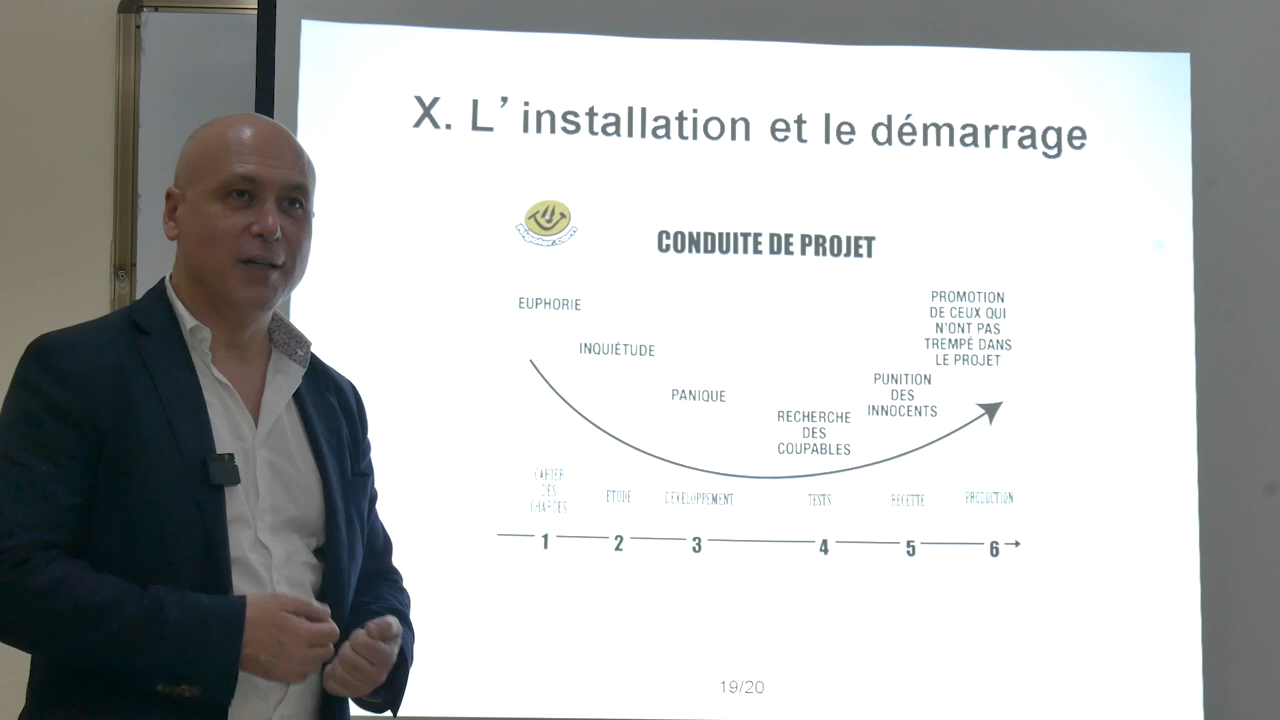 X. L’installation et le démarrage
CONDUITE DE PROJET
EUPHORIE
INQUIÉTUDE
PANIQUE
RECHERCHE
DES
COUPABLES
PUNITION
DES
INNOCENTS
PROMOTION
DE CEUX QUI
N'ONT PAS
TREMPÉ DANS
LE PROJET
CAHIER
DES
CHARGES
ETUDE
DEVELOPPEMENT
TESTS
RECETTE
PRODUCTION
1 2 3 4 5 6
19/20